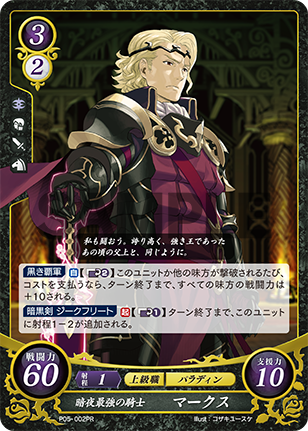 3
2
私も闘おう。誇り高く、強き王であった
あの頃の父上と、同じように。
黒き覇軍 自 [2] このユニットが他の味方が撃破されるたび、
コストを支払うなら、ターン終了まで、すべての味方の戦闘力は
+10される。
暗黒剣 ジークフリート 起 [1] ターン終了まで、このユニット
に射程1-2が追加される。
戦闘力
60
射程 1
上級職 パラディン
支援力
10
暗夜最強の騎士 マークス
P05-002PR
Illust:コザキユースケ